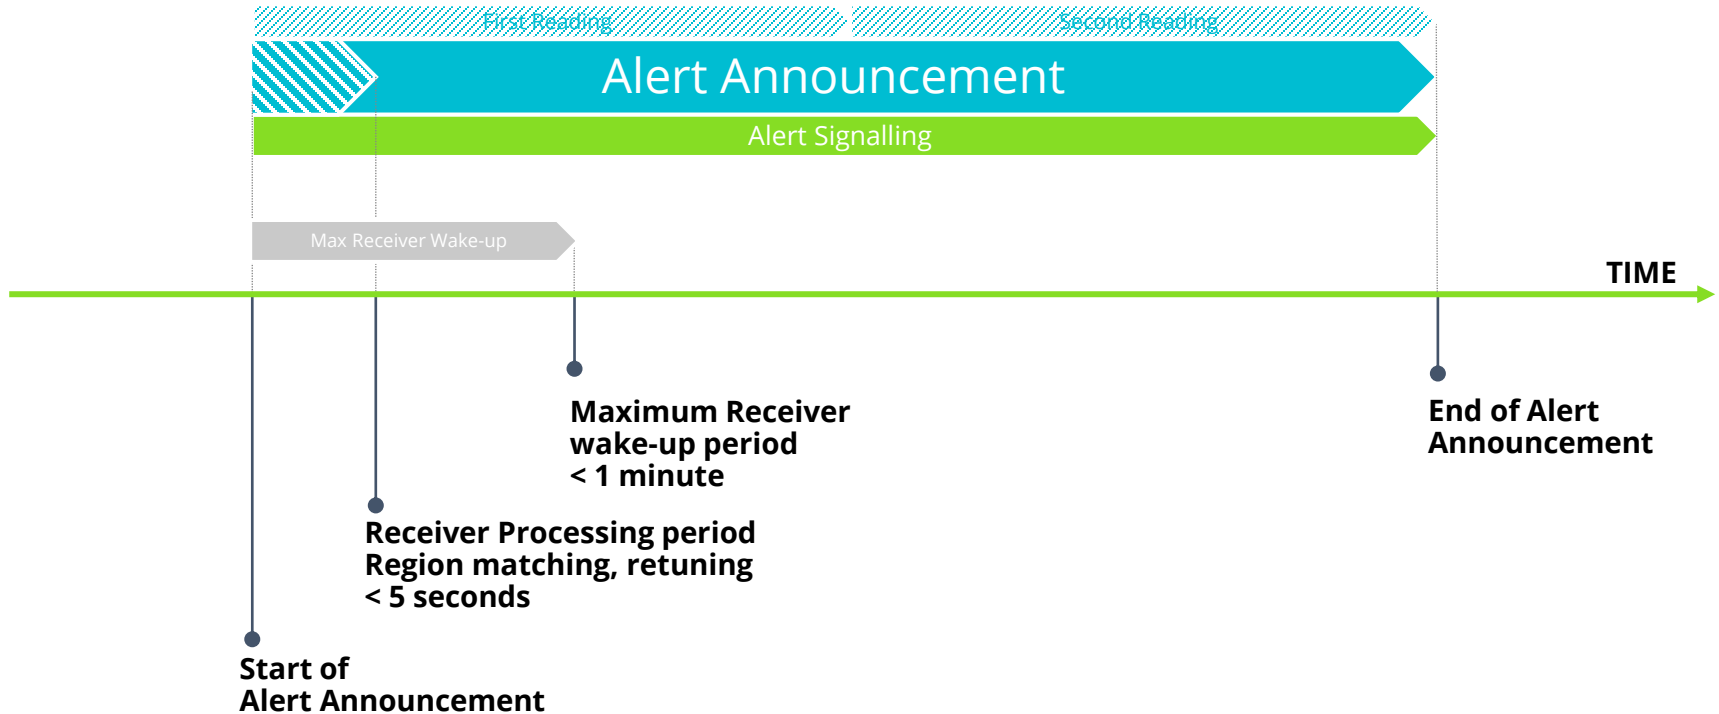 First Reading
Second Reading
Alert Announcement
Alert Signalling
Max Receiver Wake-up
TIME
Maximum Receiver
wake-up period
< 1 minute
End of Alert
Announcement
Receiver Processing period
Region matching, retuning
< 5 seconds
Start of
Alert Announcement